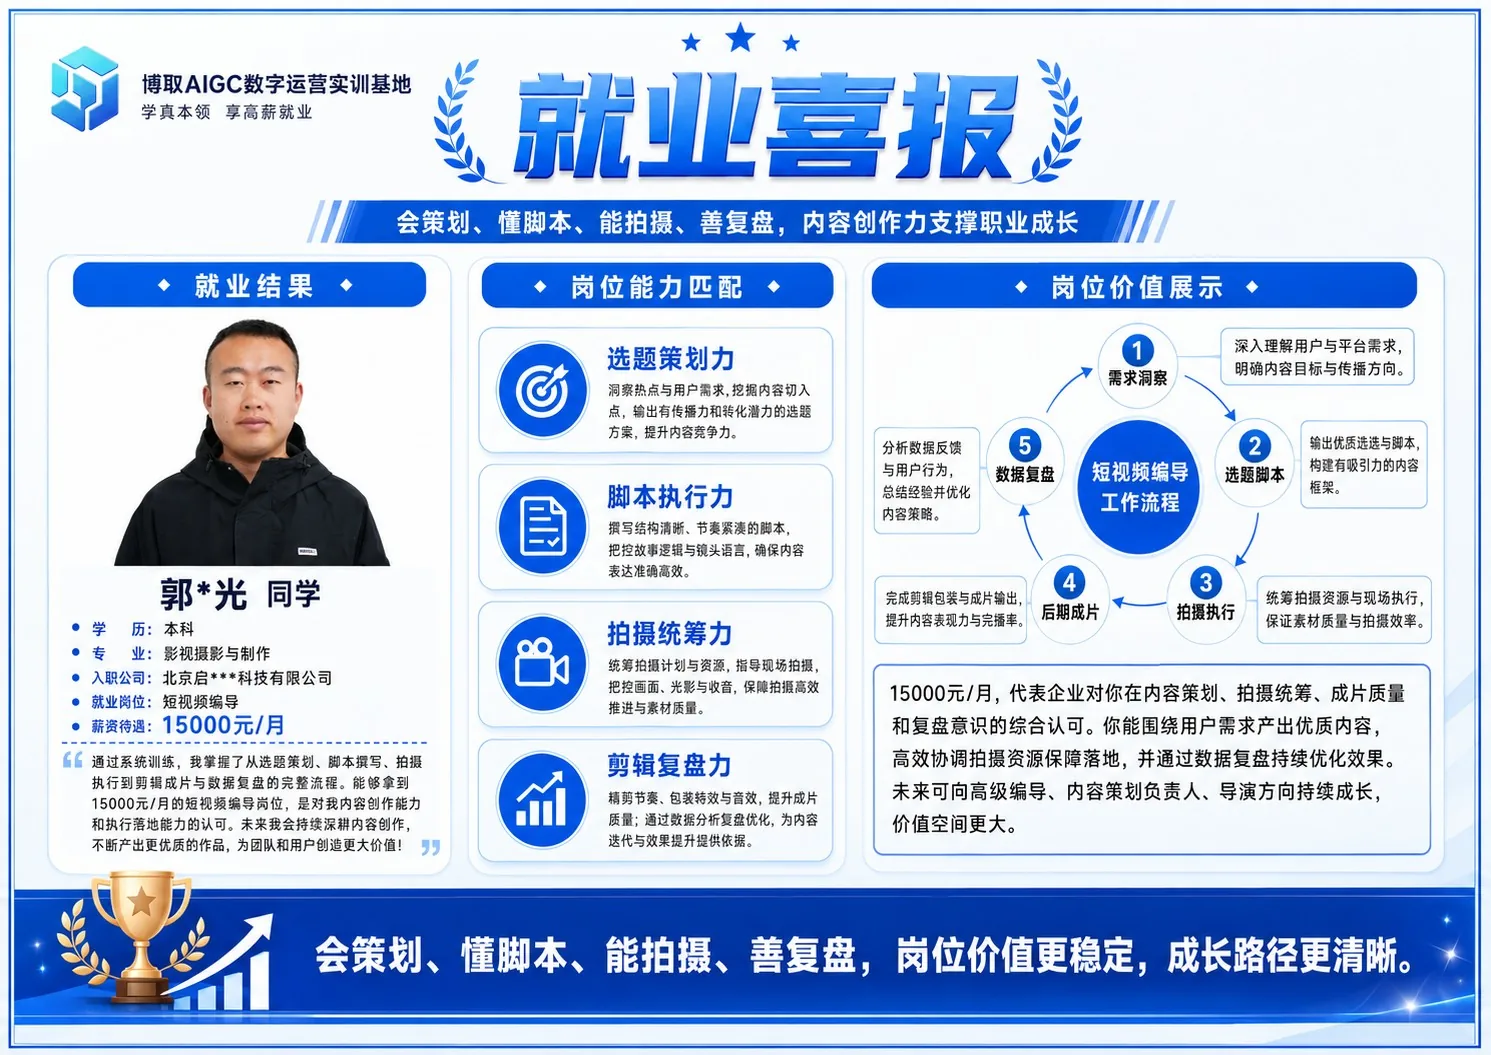 博取AIGC数字运营实训基地
学真本领 享高薪就业
就业喜报
会策划、懂脚本、能拍摄、善复盘，内容创作力支撑职业成长
就业结果
郭*光 同学
学 历：本科
专 业：影视摄影与制作
入职公司：北京启***科技有限公司
就业岗位：短视频编导
薪资待遇：15000元/月
通过系统训练，我掌握了从选题策划、脚本撰写、拍摄
执行到剪辑成片与数据复盘的完整流程。能够拿到
15000元/月的短视频编导岗位，是对我内容创作能力
和执行落地能力的认可。未来我会持续深耕内容创作，
不断产出更优质的作品，为团队和用户创造更大价值！
岗位能力匹配
选题策划力
洞察热点与用户需求,挖掘内容切入
点，输出有传播力和转化潜力的选题
方案，提升内容竞争力。
脚本执行力
撰写结构清晰、节奏紧凑的脚本，
把控故事逻辑与镜头语言，确保内容
表达准确高效。
拍摄统筹力
统筹拍摄计划与资源，指导现场拍摄，
把控画面、光影与收音，保障拍摄高效
推进与素材质量。
剪辑复盘力
精剪节奏、包装特效与音效，提升成片
质量；通过数据分析复盘优化，为内容
迭代与效果提升提供依据。
岗位价值展示
1
需求洞察
深入理解用户与平台需求，
明确内容目标与传播方向。
2
选题脚本
输出优质选选与脚本，
构建有吸引力的内容
框架。
3
拍摄执行
统筹拍摄资源与现场执行，
保证素材质量与拍摄效率。
4
后期成片
完成剪辑包装与成片输出，
提升内容表现力与完播率。
5
数据复盘
分析数据反馈
与用户行为，
总结经验并优化
内容策略。
短视频编导
工作流程
15000元/月，代表企业对你在内容策划、拍摄统筹、成片质量
和复盘意识的综合认可。你能围绕用户需求产出优质内容，
高效协调拍摄资源保障落地，并通过数据复盘持续优化效果。
未来可向高级编导、内容策划负责人、导演方向持续成长，
价值空间更大。
会策划、懂脚本、能拍摄、善复盘，岗位价值更稳定，成长路径更清晰。